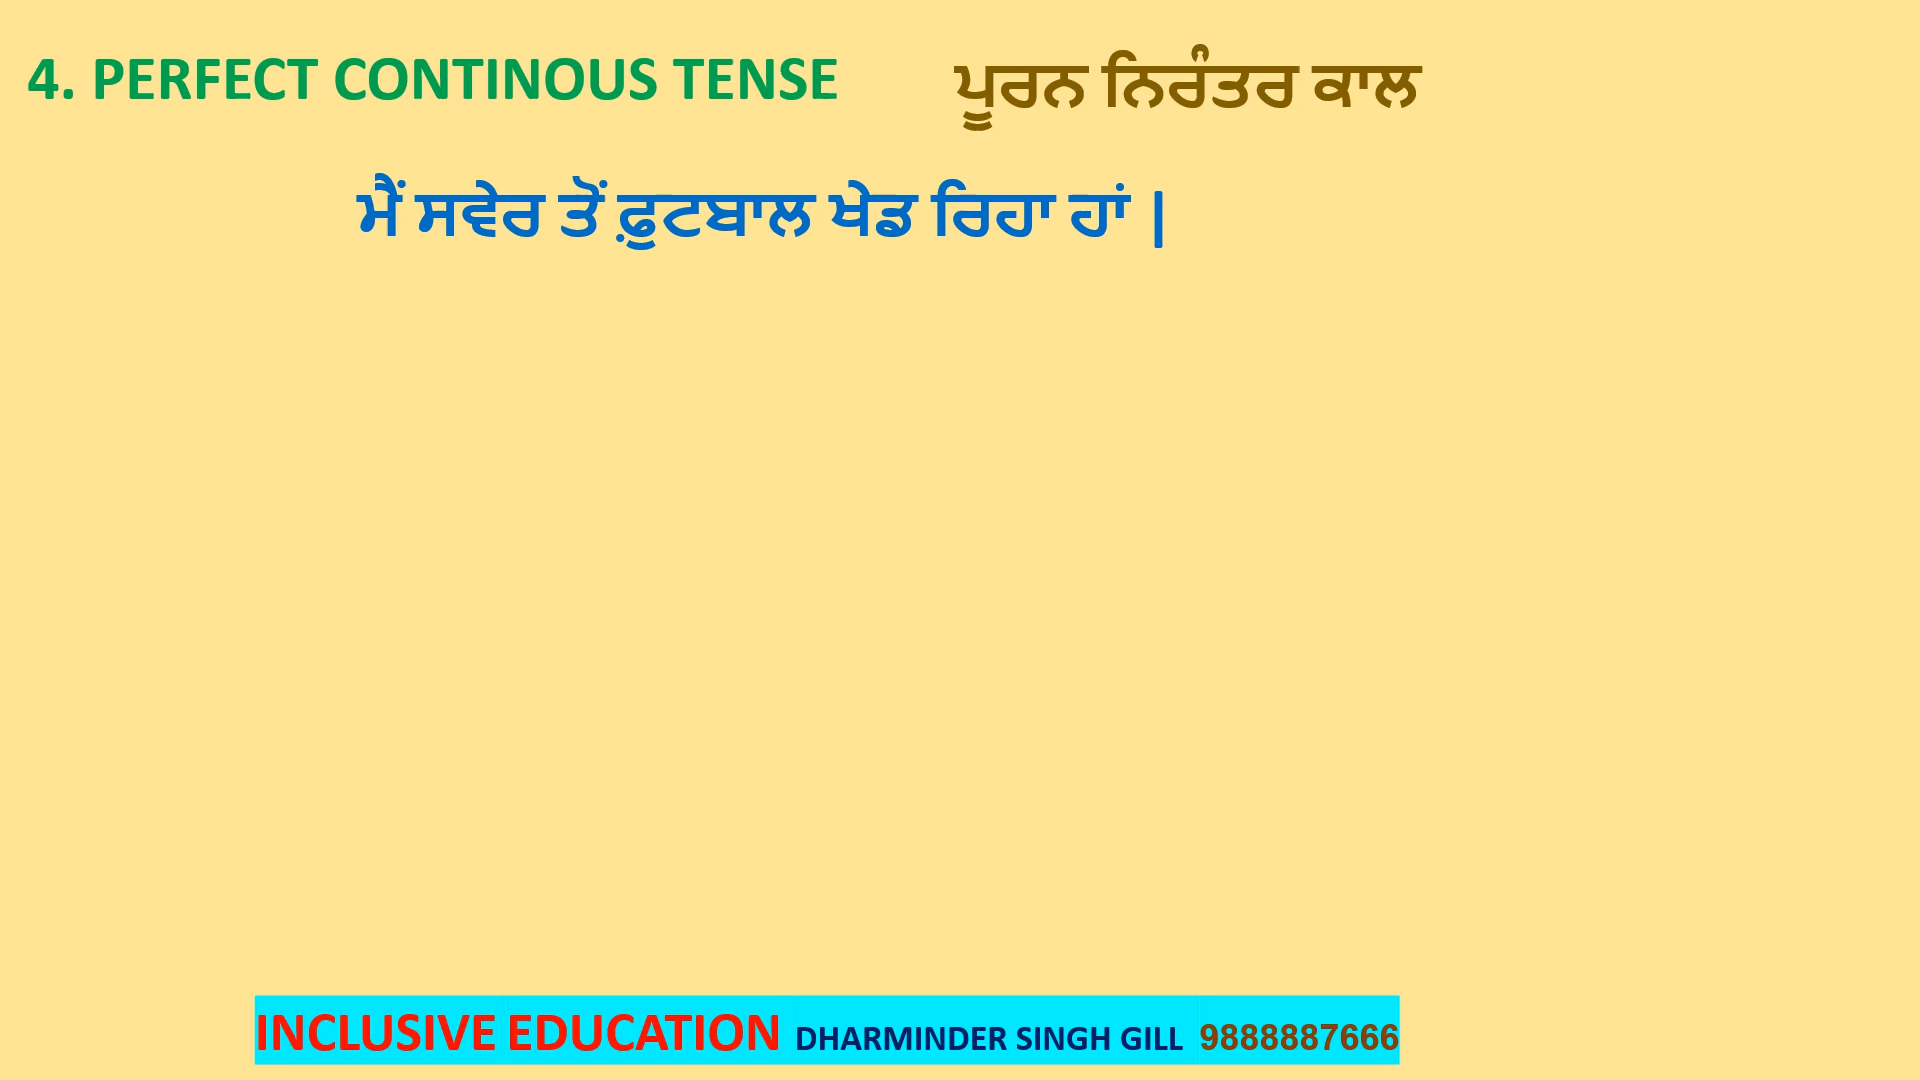 4. PERFECT CONTINOUS TENSE ਪੂਰਨ ਨਿਰੰਤਰ ਕਾਲ
ਮੈਂ ਸਵੇਰ ਤੋਂ ਫ਼ੁਟਬਾਲ ਖੇਡ ਰਿਹਾ ਹਾਂ |
INCLUSIVE EDUCATION DHARMINDER SINGH GILL 9888887666